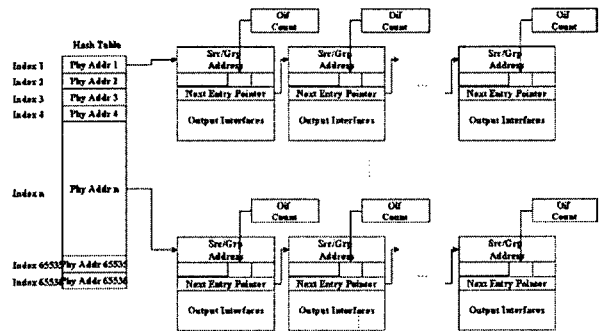 Oif Count
Oif Count
Oif Count
Hash Table
Src/Grp Address
Src/Grp Address
Src/Grp Address
Index 1 Phy Addr 1
Index 2 Phy Addr 2
Index 3 Phy Addr 3
Index 4 Phy Addr 4
Next Entry Pointer
Next Entry Pointer
Next Entry Pointer
...
Output Interfaces
Output Interfaces
Output Interfaces
Index n Phy Addr n
Oif Count
Oif Count
Oif Count
Src/Grp Address
Src/Grp Address
Src/Grp Address
Index 65535 Phy Addr 65535
Index 65536 Phy Addr 65536
Next Entry Pointer
Next Entry Pointer
Next Entry Pointer
...
Output Interfaces
Output Interfaces
Output Interfaces